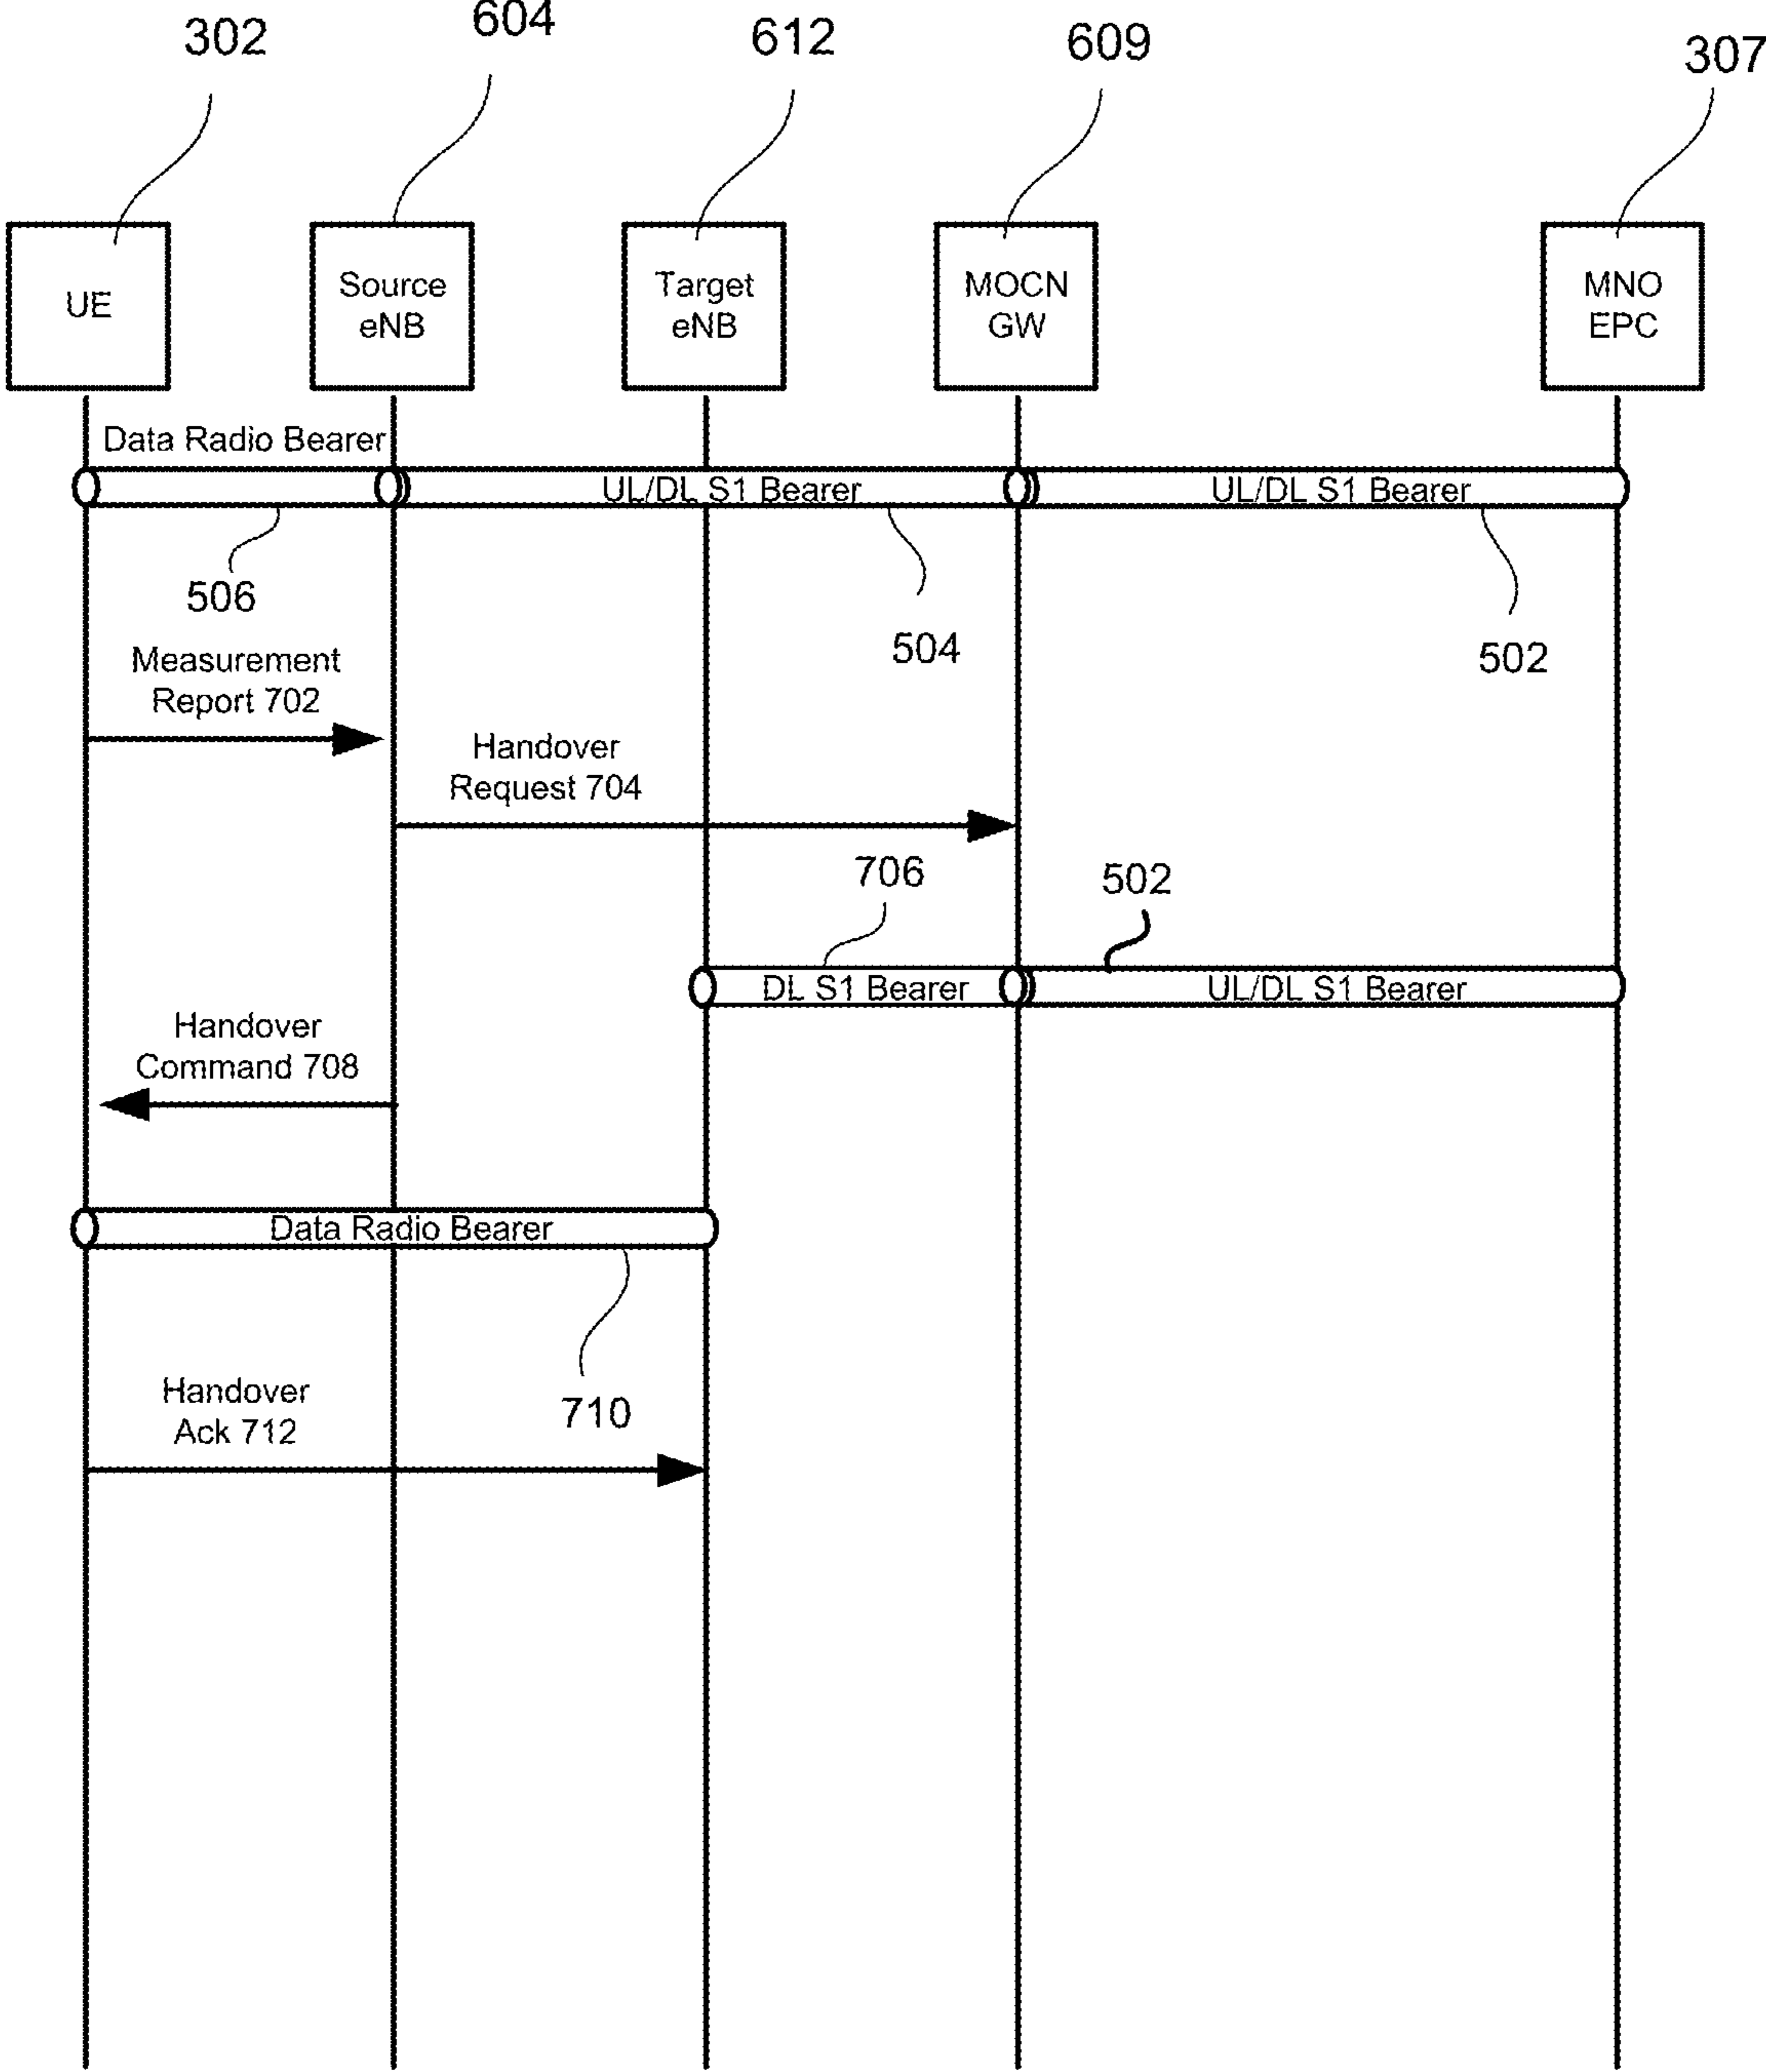 302
604
612
609
307
UE
Source
eNB
Target
eNB
MOCN
GW
MNO
EPC
Data Radio Bearer
UL/DL S1 Bearer
UL/DL S1 Bearer
506
504
502
Measurement
Report 702
Handover
Request 704
706
502
DL S1 Bearer
UL/DL S1 Bearer
Handover
Command 708
Data Radio Bearer
710
Handover
Ack 712